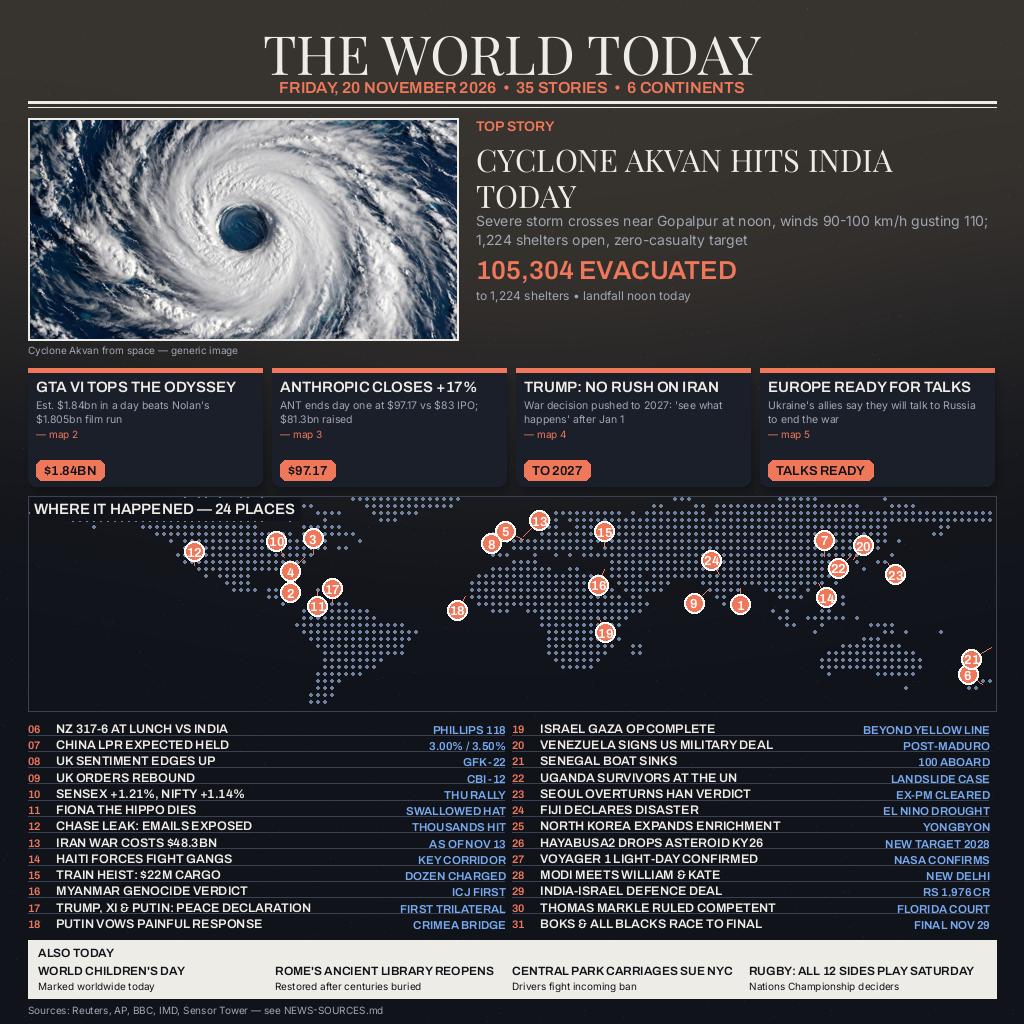 THE WORLD TODAY
FRIDAY, 20 NOVEMBER 2026 • 35 STORIES • 6 CONTINENTS
TOP STORY
CYCLONE AKVAN HITS INDIA
TODAY
Severe storm crosses near Gopalpur at noon, winds 90-100 km/h gusting 110;
1,224 shelters open, zero-casualty target
105,304 EVACUATED
to 1,224 shelters • landfall noon today
Cyclone Akvan from space — generic image
GTA VI TOPS THE ODYSSEY
Est. $1.84bn in a day beats Nolan's
$1.805bn film run
— map 2
$1.84BN
ANTHROPIC CLOSES +17%
ANT ends day one at $97.17 vs $83 IPO;
$81.3bn raised
— map 3
$97.17
TRUMP: NO RUSH ON IRAN
War decision pushed to 2027: 'see what
happens' after Jan 1
— map 4
TO 2027
EUROPE READY FOR TALKS
Ukraine's allies say they will talk to Russia
to end the war
— map 5
TALKS READY
WHERE IT HAPPENED — 24 PLACES
12
10
3
4
2
17
11
18
8
5
13
15
16
19
24
9
1
7
20
22
14
23
21
6
06 NZ 317-6 AT LUNCH VS INDIA PHILLIPS 118
07 CHINA LPR EXPECTED HELD 3.00% / 3.50%
08 UK SENTIMENT EDGES UP GFK -22
09 UK ORDERS REBOUND CBI -12
10 SENSEX +1.21%, NIFTY +1.14% THU RALLY
11 FIONA THE HIPPO DIES SWALLOWED HAT
12 CHASE LEAK: EMAILS EXPOSED THOUSANDS HIT
13 IRAN WAR COSTS $48.3BN AS OF NOV 13
14 HAITI FORCES FIGHT GANGS KEY CORRIDOR
15 TRAIN HEIST: $22M CARGO DOZEN CHARGED
16 MYANMAR GENOCIDE VERDICT ICJ FIRST
17 TRUMP, XI & PUTIN: PEACE DECLARATION FIRST TRILATERAL
18 PUTIN VOWS PAINFUL RESPONSE CRIMEA BRIDGE
19 ISRAEL GAZA OP COMPLETE BEYOND YELLOW LINE
20 VENEZUELA SIGNS US MILITARY DEAL POST-MADURO
21 SENEGAL BOAT SINKS 100 ABOARD
22 UGANDA SURVIVORS AT THE UN LANDSLIDE CASE
23 SEOUL OVERTURNS HAN VERDICT EX-PM CLEARED
24 FIJI DECLARES DISASTER EL NINO DROUGHT
25 NORTH KOREA EXPANDS ENRICHMENT YONGBYON
26 HAYABUSA2 DROPS ASTEROID KY26 NEW TARGET 2028
27 VOYAGER 1 LIGHT-DAY CONFIRMED NASA CONFIRMS
28 MODI MEETS WILLIAM & KATE NEW DELHI
29 INDIA-ISRAEL DEFENCE DEAL RS 1,976 CR
30 THOMAS MARKLE RULED COMPETENT FLORIDA COURT
31 BOKS & ALL BLACKS RACE TO FINAL FINAL NOV 29
ALSO TODAY
WORLD CHILDREN'S DAY
Marked worldwide today
ROME'S ANCIENT LIBRARY REOPENS
Restored after centuries buried
CENTRAL PARK CARRIAGES SUE NYC
Drivers fight incoming ban
RUGBY: ALL 12 SIDES PLAY SATURDAY
Nations Championship deciders
Sources: Reuters, AP, BBC, IMD, Sensor Tower — see NEWS-SOURCES.md